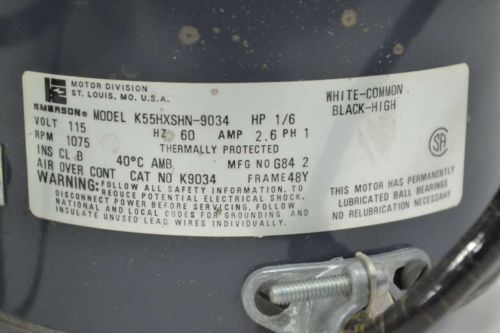 MOTOR DIVISION
ST. LOUIS, MO. U.S.A.
EMERSON®
MODEL K55HXSHN-9034 HP 1/6
VOLT 115 HZ 60 AMP 2.6 PH 1
RPM 1075 THERMALLY PROTECTED
INS CL B 40°C AMB MFG NO G84 2
AIR OVER CONT CAT NO K9034 FRAME 48Y
WARNING: FOLLOW ALL SAFETY INFORMATION. TO
REDUCE POTENTIAL ELECTRICAL SHOCK,
DISCONNECT POWER BEFORE SERVICING. FOLLOW
NATIONAL AND LOCAL CODES FOR GROUNDING AND
INSULATE UNUSED LEAD WIRES INDIVIDUALLY.
WHITE-COMMON
BLACK-HIGH
SA
THIS MOTOR HAS PERMANENTLY
LUBRICATED BALL BEARINGS
NO RELUBRICATION NECESSARY